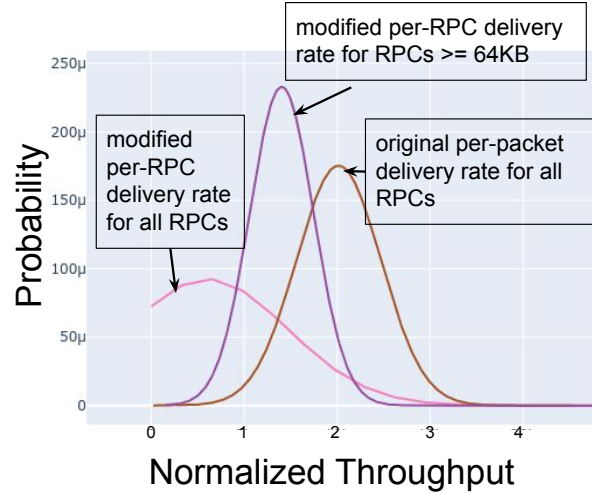 modified per-RPC delivery
rate for RPCs >= 64KB
250µ
200µ
150µ
100µ
50µ
0
Probability
modified
per-RPC
delivery rate
for all RPCs
original per-packet
delivery rate for all
RPCs
0 1 2 3 4
Normalized Throughput